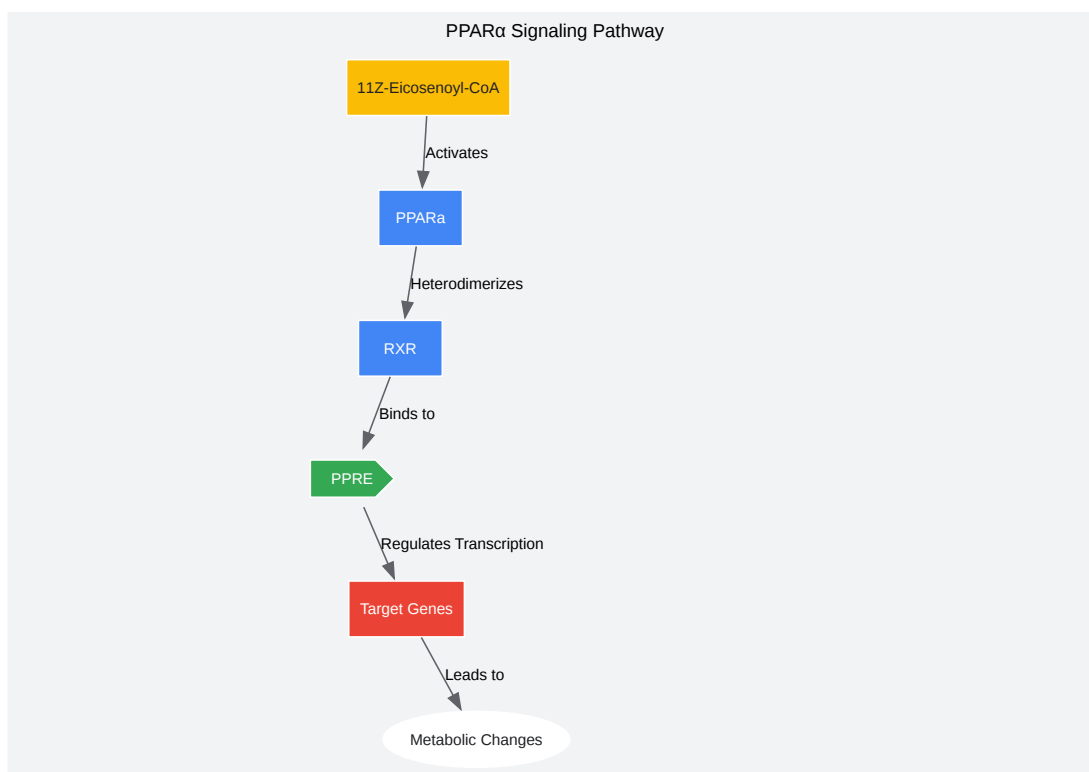 PPARα Signaling Pathway
11Z-Eicosenoyl-CoA
Activates
PPARa
Heterodimerizes
RXR
Binds to
PPRE
Regulates Transcription
Target Genes
Leads to
Metabolic Changes